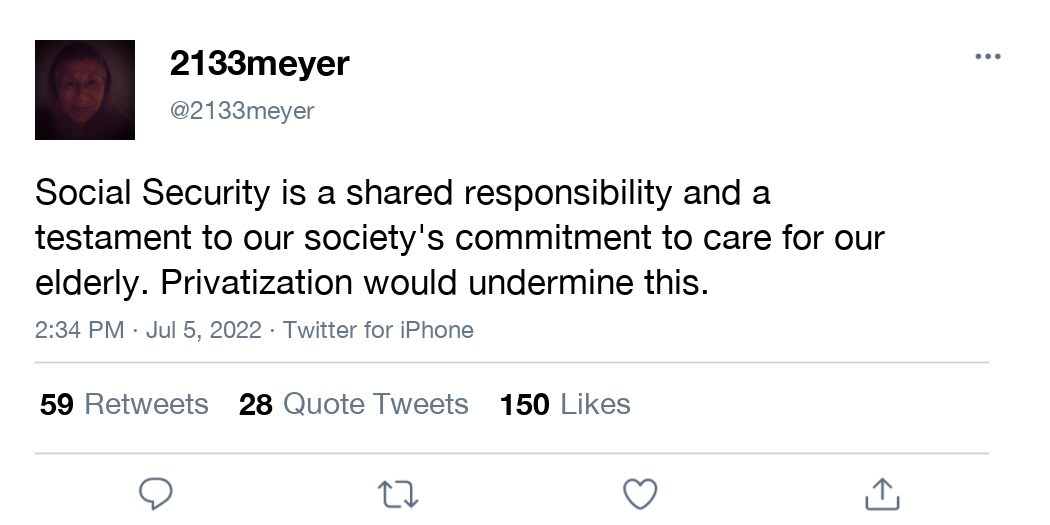 2133meyer
@2133meyer
Social Security is a shared responsibility and a
testament to our society's commitment to care for our
elderly. Privatization would undermine this.
2:34 PM · Jul 5, 2022 · Twitter for iPhone
59 Retweets 28 Quote Tweets 150 Likes